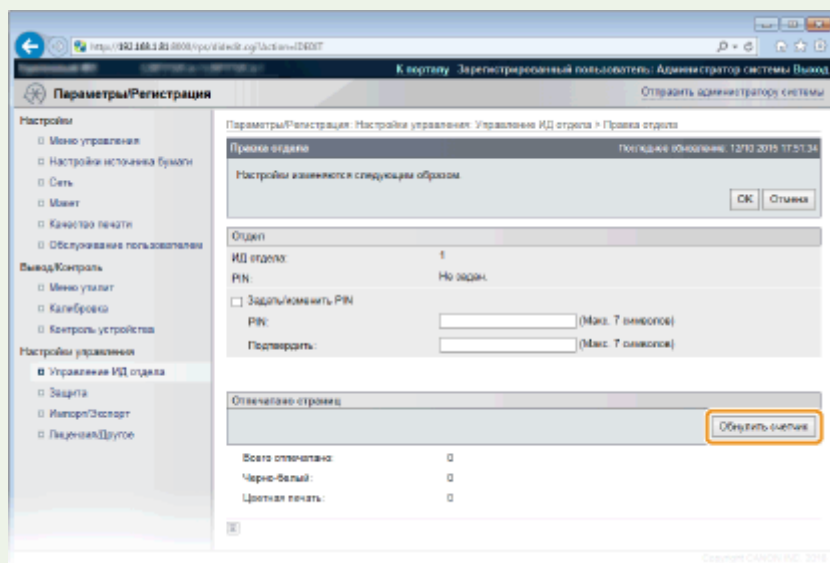 К порталу Зарегистрированный пользователь: Администратор системы Выход
Параметры/Регистрация
Отправить администратору системы
Настройки
Меню управления
Настройки источника бумаги
Сеть
Макет
Качество печати
Обслуживание пользователем
Вывод/Контроль
Меню утилит
Калибровка
Контроль устройства
Настройки управления
Управление ИД отдела
Защита
Импорт/Экспорт
Лицензия/Другое
Параметры/Регистрация: Настройки управления: Управление ИД отдела > Правка отдела
Правка отдела
Последнее обновление: 12/10 2015 17:51:34
Настройки изменяются следующим образом.
OK Отмена
Отдел
ИД отдела: 1
PIN: Не задан.
Задать/изменить PIN
PIN: (Макс. 7 символов)
Подтвердить: (Макс. 7 символов)
Отпечатано страниц
Обнулить счетчик
Всего отпечатано: 0
Черно-белый: 0
Цветная печать: 0